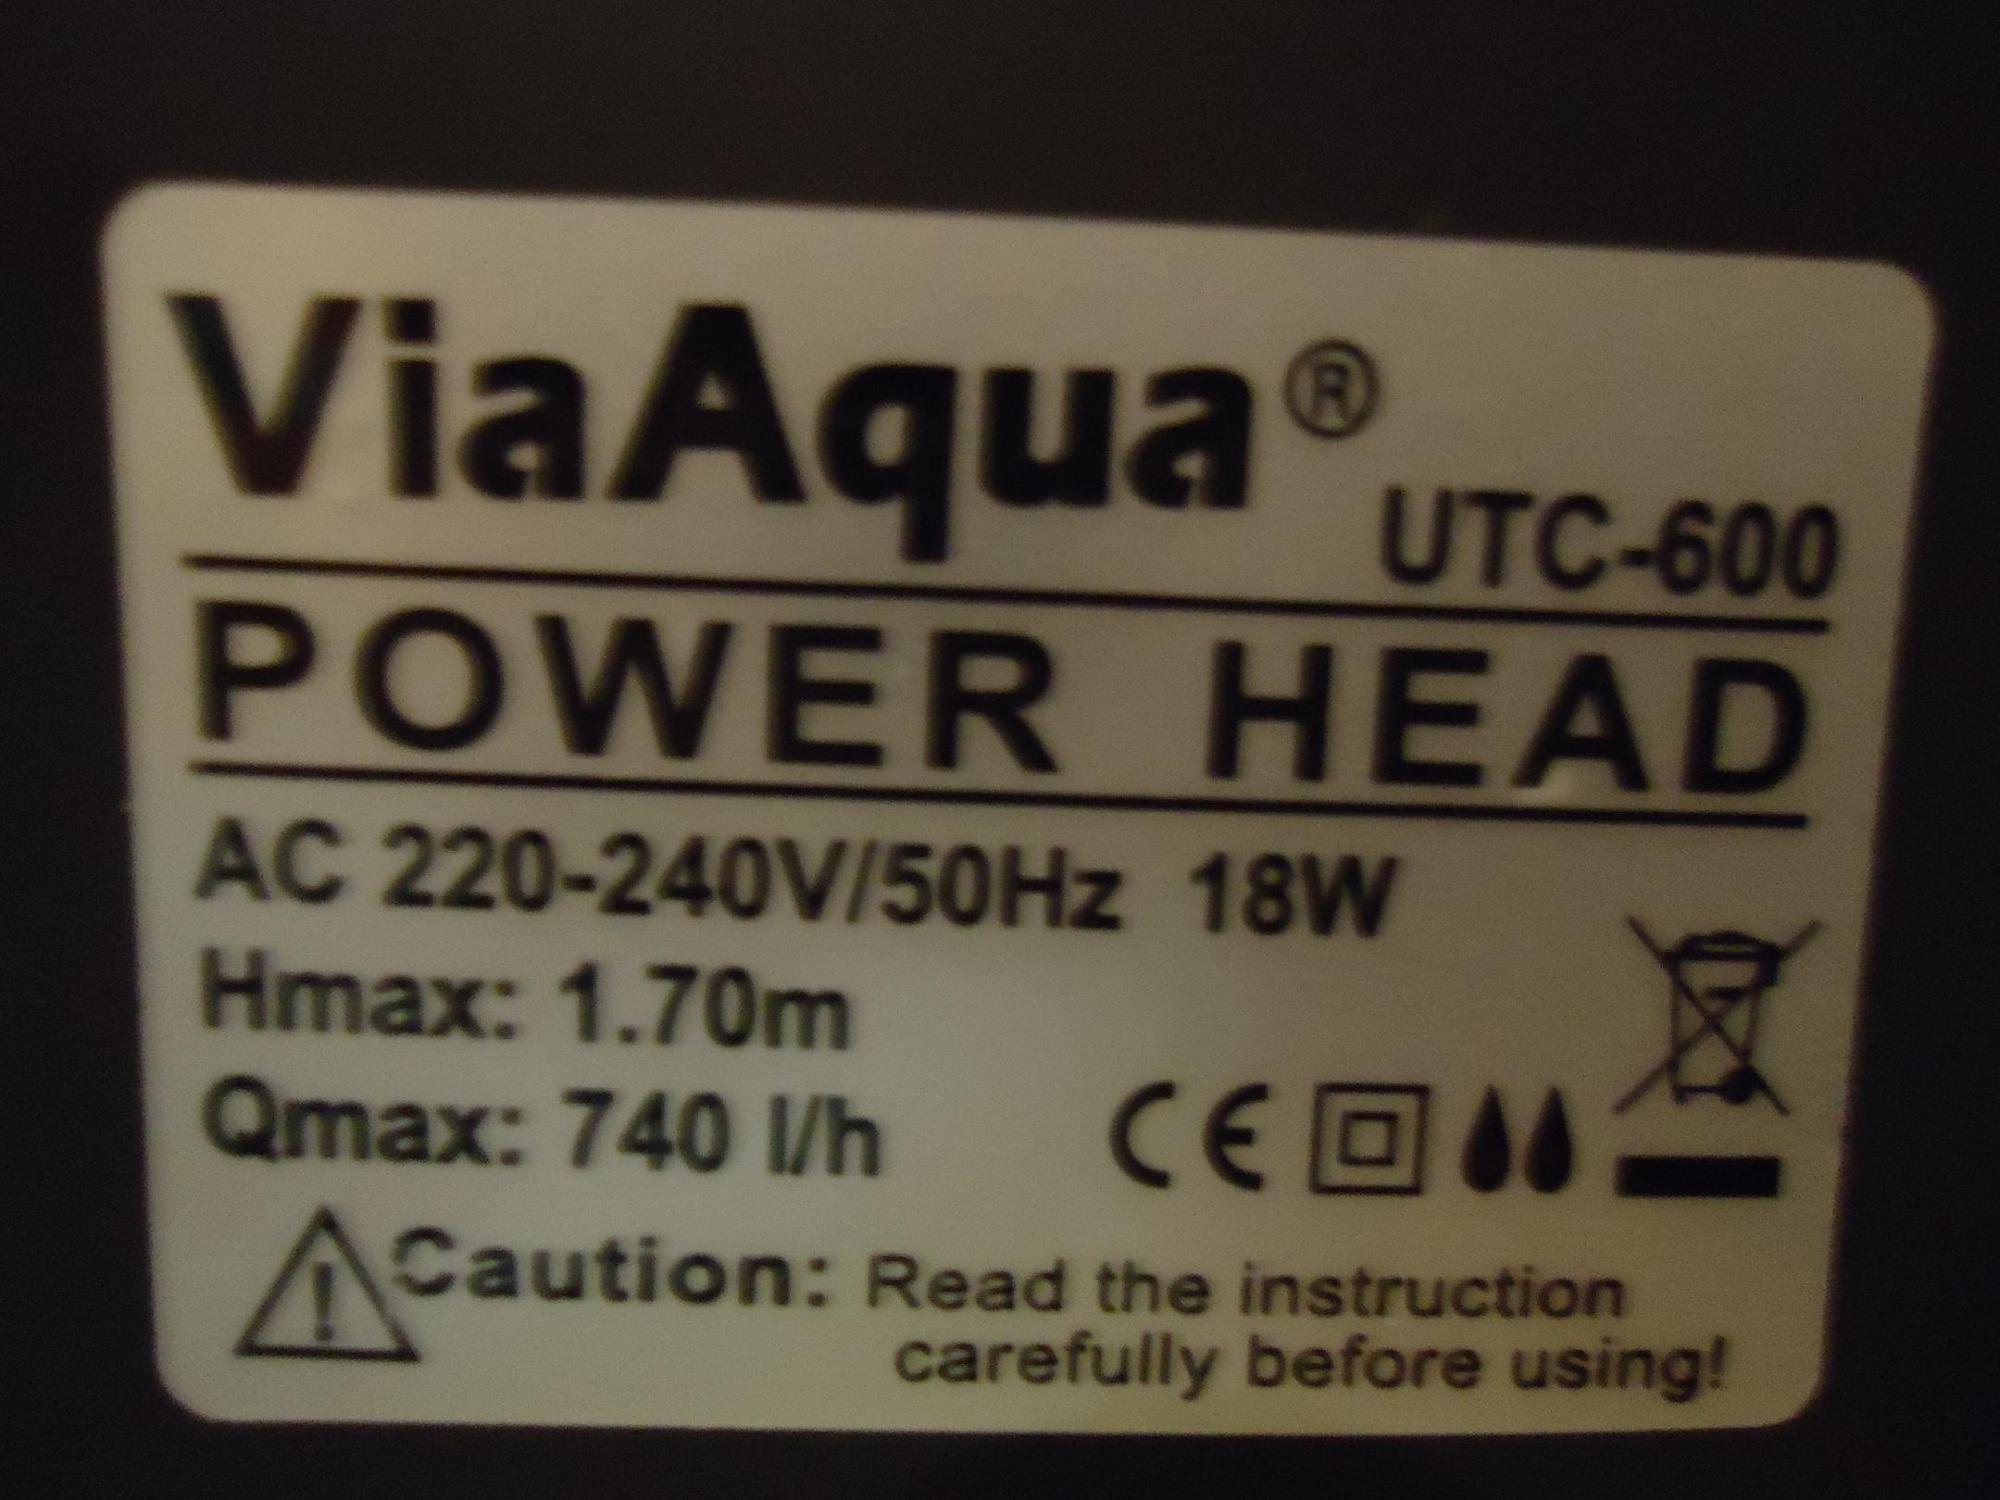 ViaAqua®
UTC-600
POWER HEAD
AC 220-240V/50Hz 18W
Hmax: 1.70m
Qmax: 740 l/h
CE
Caution: Read the instruction
carefully before using!